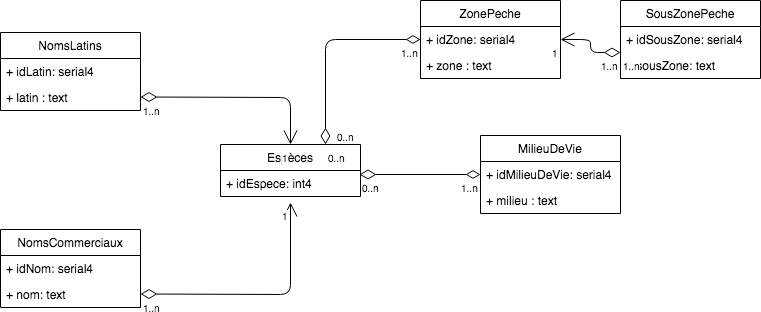 ZonePeche
+ idZone: serial4
+ zone : text
SousZonePeche
+ idSousZone: serial4
sousZone: text
1..n
1
1..n
1..n
NomsLatins
+ idLatin: serial4
+ latin : text
1..n
0..n
Espèces
0..n
+ idEspece: int4
0..n
1..n
1
MilieuDeVie
+ idMilieuDeVie: serial4
+ milieu : text
NomsCommerciaux
+ idNom: serial4
+ nom: text
1..n